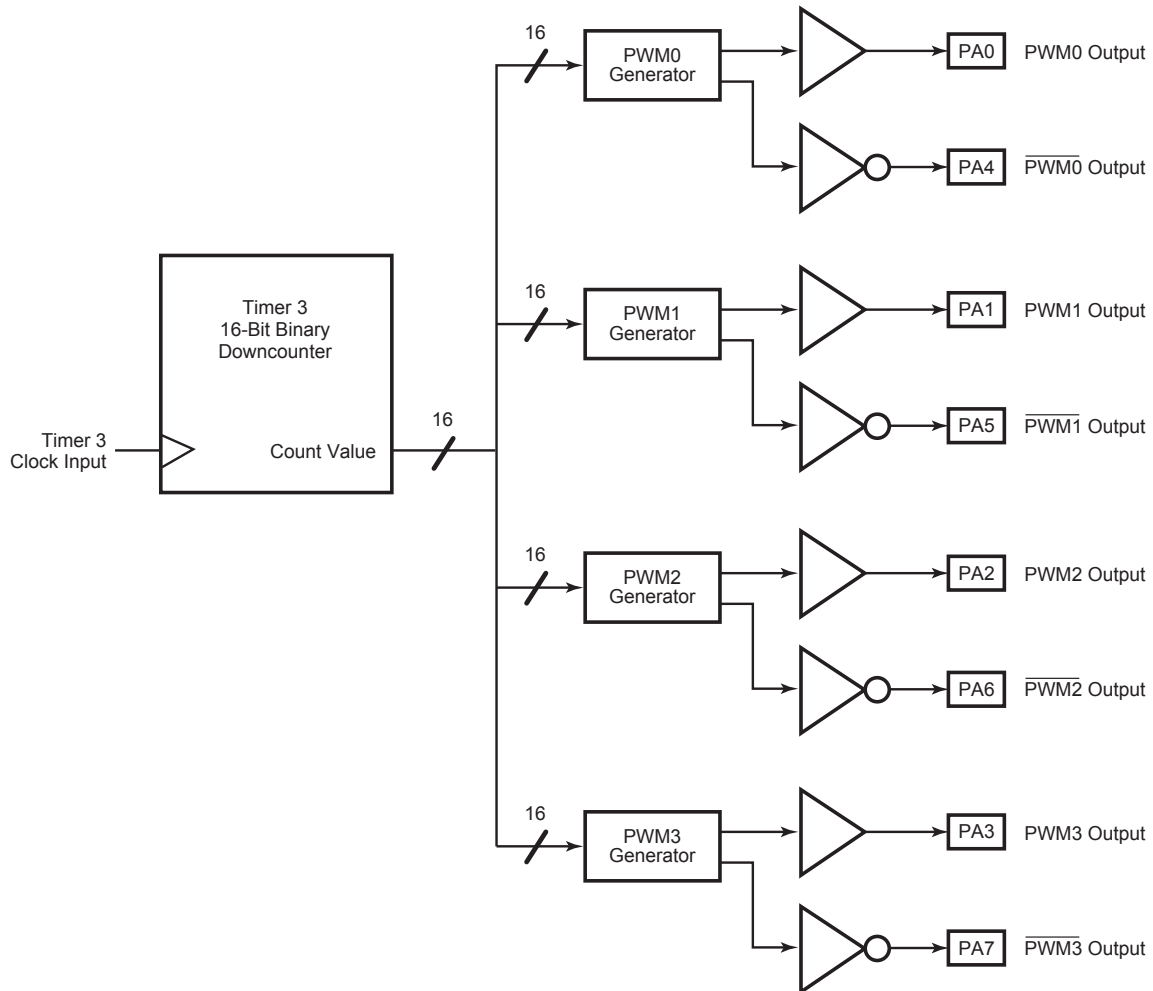 16
PWM0
Generator
PA0
PWM0 Output
PA4
PWM0 Output
Timer 3
16-Bit Binary
Downcounter
Timer 3
Clock Input
Count Value
16
16
PWM1
Generator
PA1
PWM1 Output
PA5
PWM1 Output
16
PWM2
Generator
PA2
PWM2 Output
PA6
PWM2 Output
16
PWM3
Generator
PA3
PWM3 Output
PA7
PWM3 Output